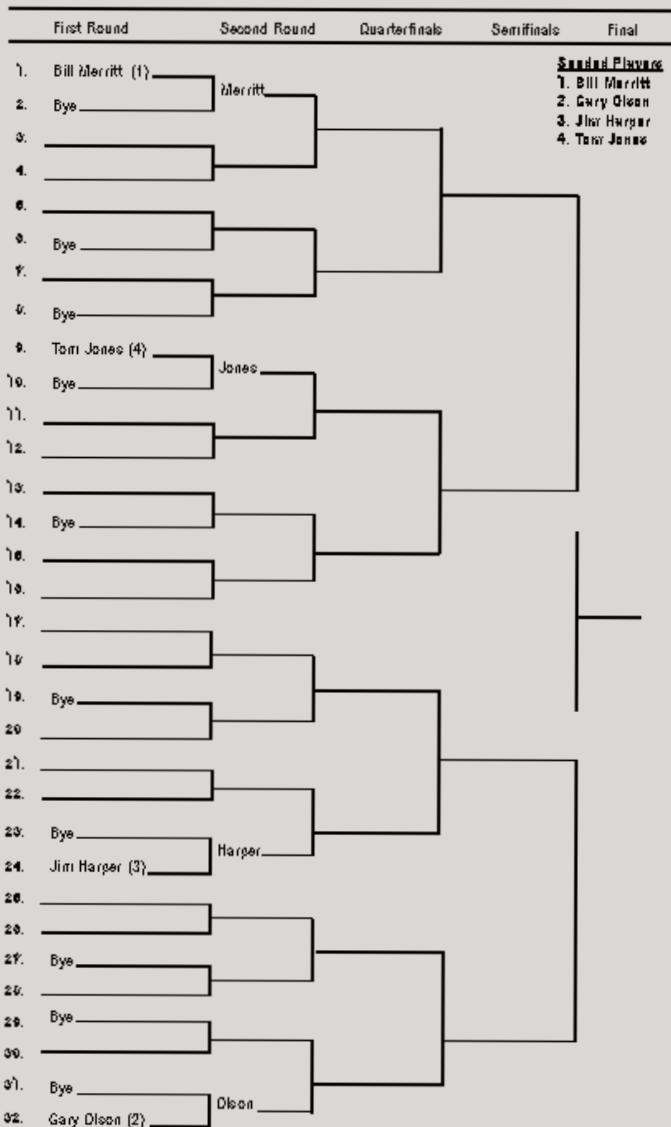 First Round Second Round Quarterfinals Semifinals Final
Seeded Players
1. Bill Merritt
2. Gary Olson
3. Jim Harper
4. Tom Jones
1. Bill Merritt (1)
Merritt
2. Bye
3.
4.
5.
6. Bye
7.
8. Bye
9. Tom Jones (4)
Jones
10. Bye
11.
12.
13.
14. Bye
15.
16.
17.
18.
19. Bye
20
21.
22.
23. Bye
Harper
24. Jim Harper (3)
25.
26.
27. Bye
28.
29. Bye
30.
31. Bye
Olson
32. Gary Olson (2)